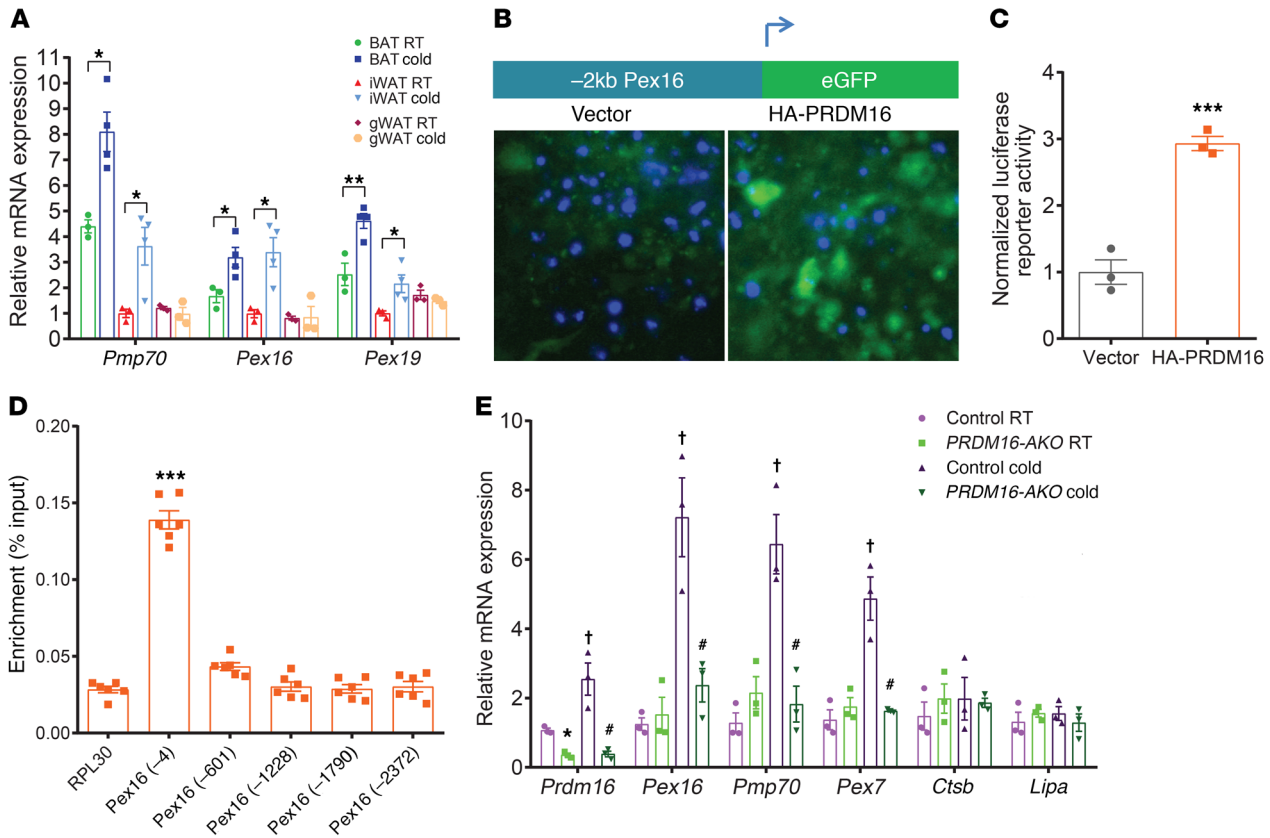 A
Relative mRNA expression
11
10
9
8
7
6
5
4
3
2
1
0
*
*
*
*
**
*
BAT RT
BAT cold
iWAT RT
iWAT cold
gWAT RT
gWAT cold
Pmp70
Pex16
Pex19
B
–2kb Pex16
eGFP
Vector
HA-PRDM16
C
Normalized luciferase
reporter activity
4
3
2
1
0
***
Vector
HA-PRDM16
D
Enrichment (% input)
0.20
0.15
0.10
0.05
0.00
***
RPL30
Pex16 (–4)
Pex16 (–601)
Pex16 (–1228)
Pex16 (–1790)
Pex16 (–2372)
E
Relative mRNA expression
10
8
6
4
2
0
Control RT
PRDM16-AKO RT
Control cold
PRDM16-AKO cold
*
†
#
†
#
†
#
†
#
Prdm16
Pex16
Pmp70
Pex7
Ctsb
Lipa